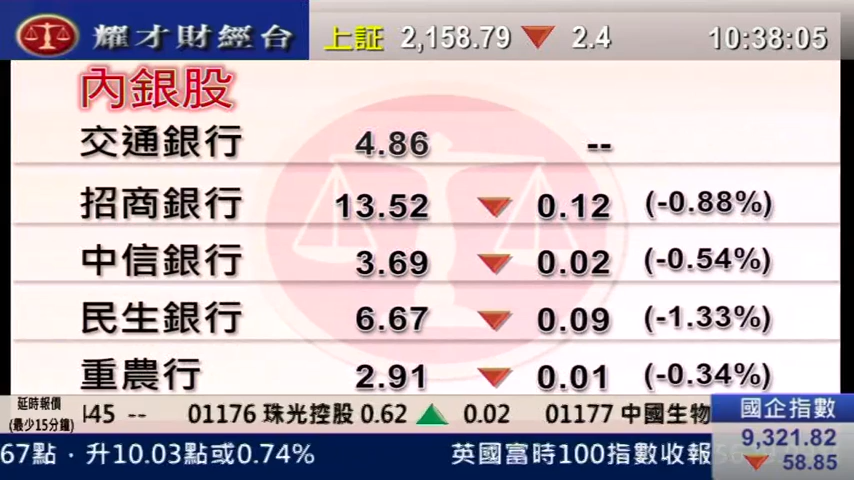 耀才財經台
上証 2,158.79 ▼ 2.4
10:38:05
內銀股
交通銀行 4.86 --
招商銀行 13.52 ▼ 0.12 (-0.88%)
中信銀行 3.69 ▼ 0.02 (-0.54%)
民生銀行 6.67 ▼ 0.09 (-1.33%)
重農行 2.91 ▼ 0.01 (-0.34%)
延時報價
(最少15分鐘)
45 -- 01176 珠光控股 0.62 ▲ 0.02 01177 中國生物
國企指數
9,321.82
▼ 58.85
67點．升10.03點或0.74% 英國富時100指數收報